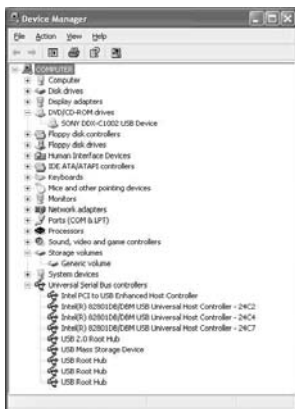 Device Manager
File Action View Help
COMPUTER
Computer
Disk drives
Display adapters
DVD/CD-ROM drives
SONY DDX-C1002 USB Device
Floppy disk controllers
Floppy disk drives
Human Interface Devices
IDE ATA/ATAPI controllers
Keyboards
Mice and other pointing devices
Monitors
Network adapters
Ports (COM & LPT)
Processors
Sound, video and game controllers
Storage volumes
Generic volume
System devices
Universal Serial Bus controllers
Intel PCI to USB Enhanced Host Controller
Intel(R) 82801DB/DBM USB Universal Host Controller - 24C2
Intel(R) 82801DB/DBM USB Universal Host Controller - 24C4
Intel(R) 82801DB/DBM USB Universal Host Controller - 24C7
USB 2.0 Root Hub
USB Mass Storage Device
USB Root Hub
USB Root Hub
USB Root Hub